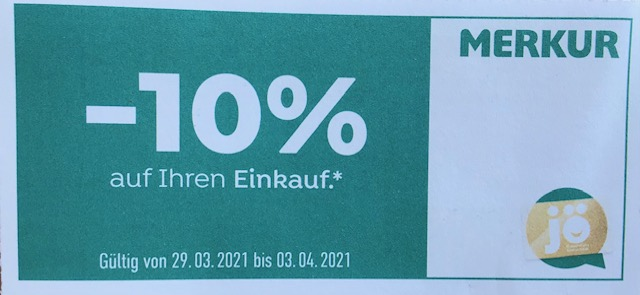 -10%
auf Ihren Einkauf.*
Gültig von 29.03.2021 bis 03.04.2021
MERKUR
jö